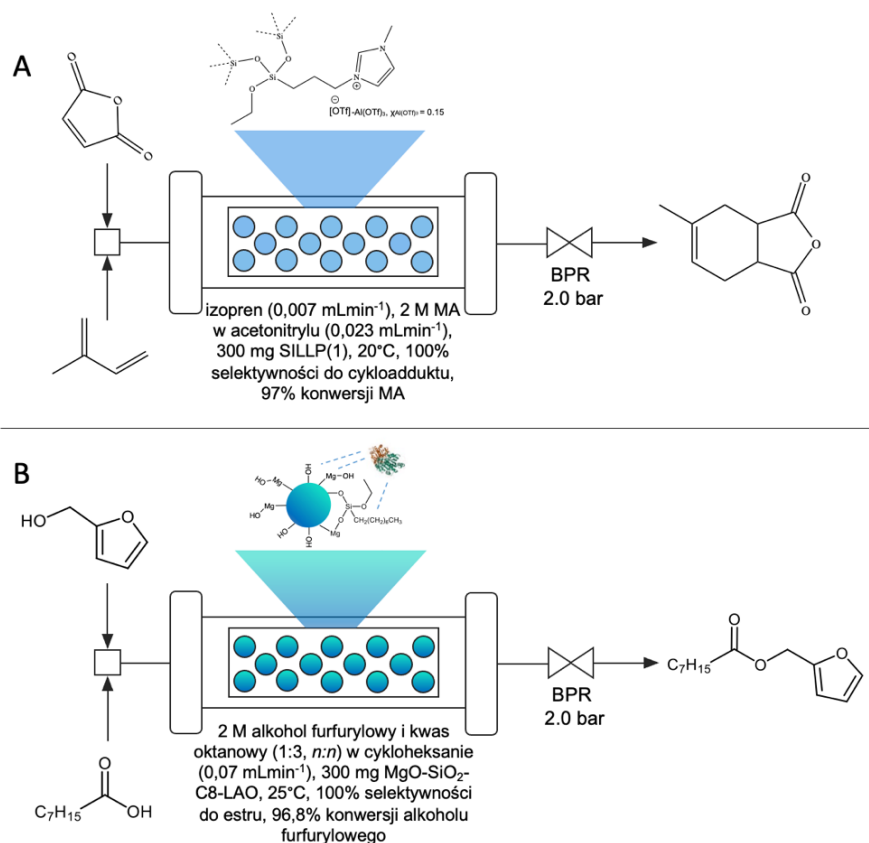 A
O
O
O
Si
Si
O
O
Si
O
N
N
⊕
⊖
[OTf]-Al(OTf)₃, χAl(OTf)³ = 0.15
BPR
2.0 bar
O
O
O
izopren (0,007 mLmin⁻¹), 2 M MA
w acetonitrylu (0,023 mLmin⁻¹),
300 mg SILLP(1), 20°C, 100%
selektywności do cykloadduktu,
97% konwersji MA
B
HO
O
OH
HO-Mg
Mg-OH
HO
Mg
O
O
Si
O
CH₂(CH₂)₆CH₃
Mg
HO
OH
BPR
2.0 bar
O
C₇H₁₅
O
O
O
C₇H₁₅
OH
2 M alkohol furfurylowy i kwas
oktanowy (1:3, n:n) w cykloheksanie
(0,07 mLmin⁻¹), 300 mg MgO-SiO₂-
C8-LAO, 25°C, 100% selektywności
do estru, 96,8% konwersji alkoholu
furfurylowego